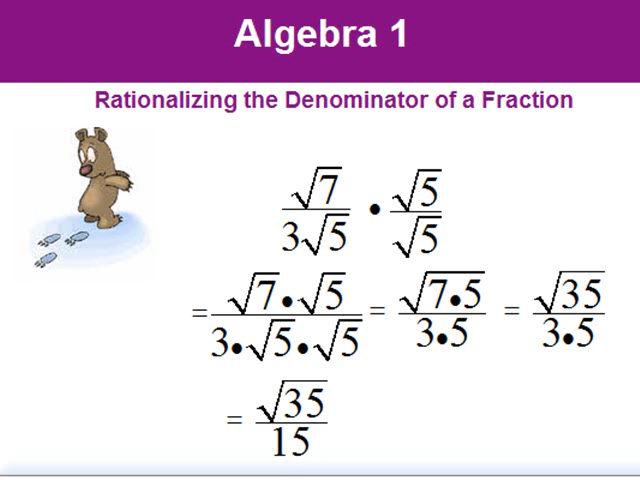 Algebra 1
Rationalizing the Denominator of a Fraction
√7 / 3√5 • √5 / √5
= √7•√5 / 3•√5•√5 = √7•5 / 3•5 = √35 / 3•5
= √35 / 15